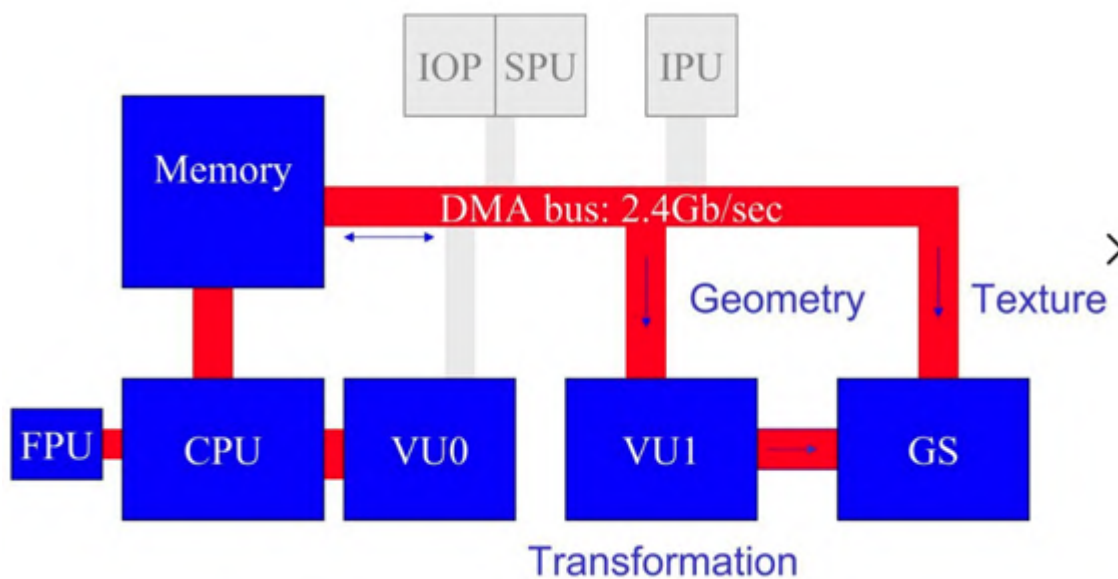 IOP SPU IPU
Memory
DMA bus: 2.4Gb/sec
Geometry Texture
FPU CPU VU0 VU1 GS
Transformation